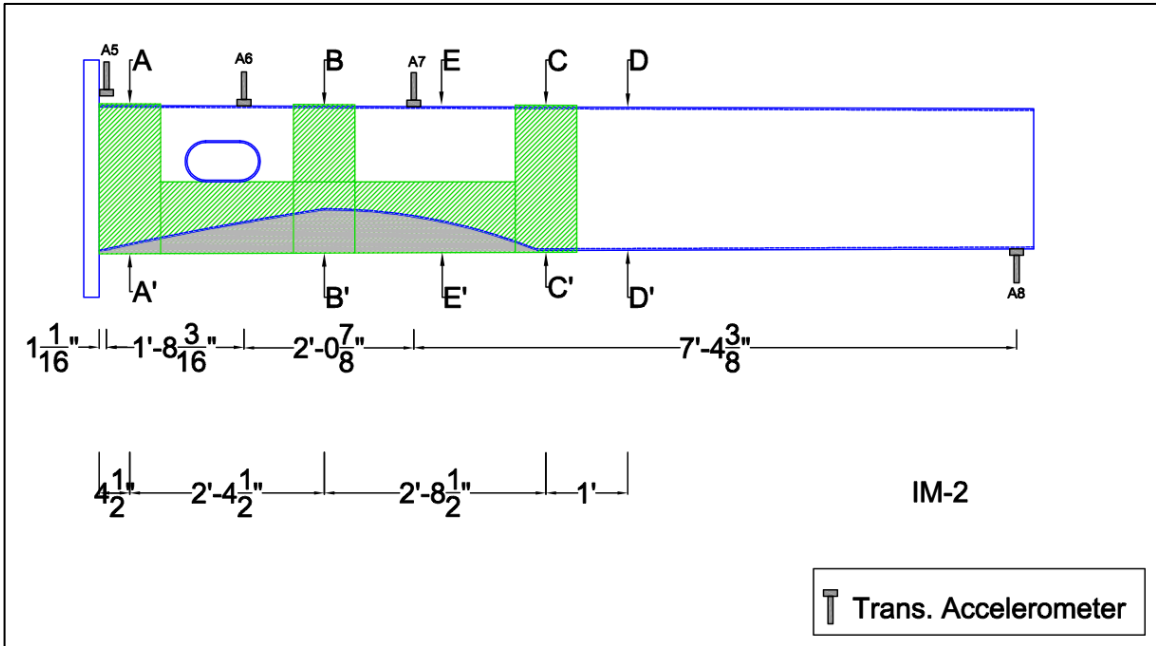 A5
A
A6
B
A7
E
C
D
A'
B'
E'
C'
D'
A8
1 1/16"
1'-8 3/16"
2'-0 7/8"
7'-4 3/8"
4 1/2"
2'-4 1/2"
2'-8 1/2"
1'
IM-2
Trans. Accelerometer